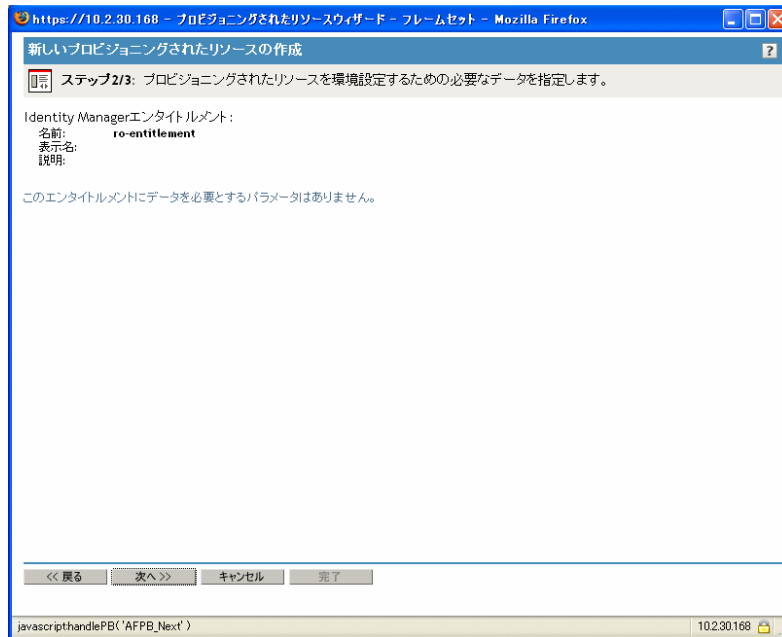 https://10.2.30.168 - プロビジョニングされたリソースウィザード - フレームセット - Mozilla Firefox
新しいプロビジョニングされたリソースの作成
?
ステップ2/3: プロビジョニングされたリソースを環境設定するための必要なデータを指定します。
Identity Managerエンタイトルメント:
名前: ro-entitlement
表示名:
説明:
このエンタイトルメントにデータを必要とするパラメータはありません。
<< 戻る 次へ >> キャンセル 完了
javascript:handlePB('AFPB_Next') 10.2.30.168